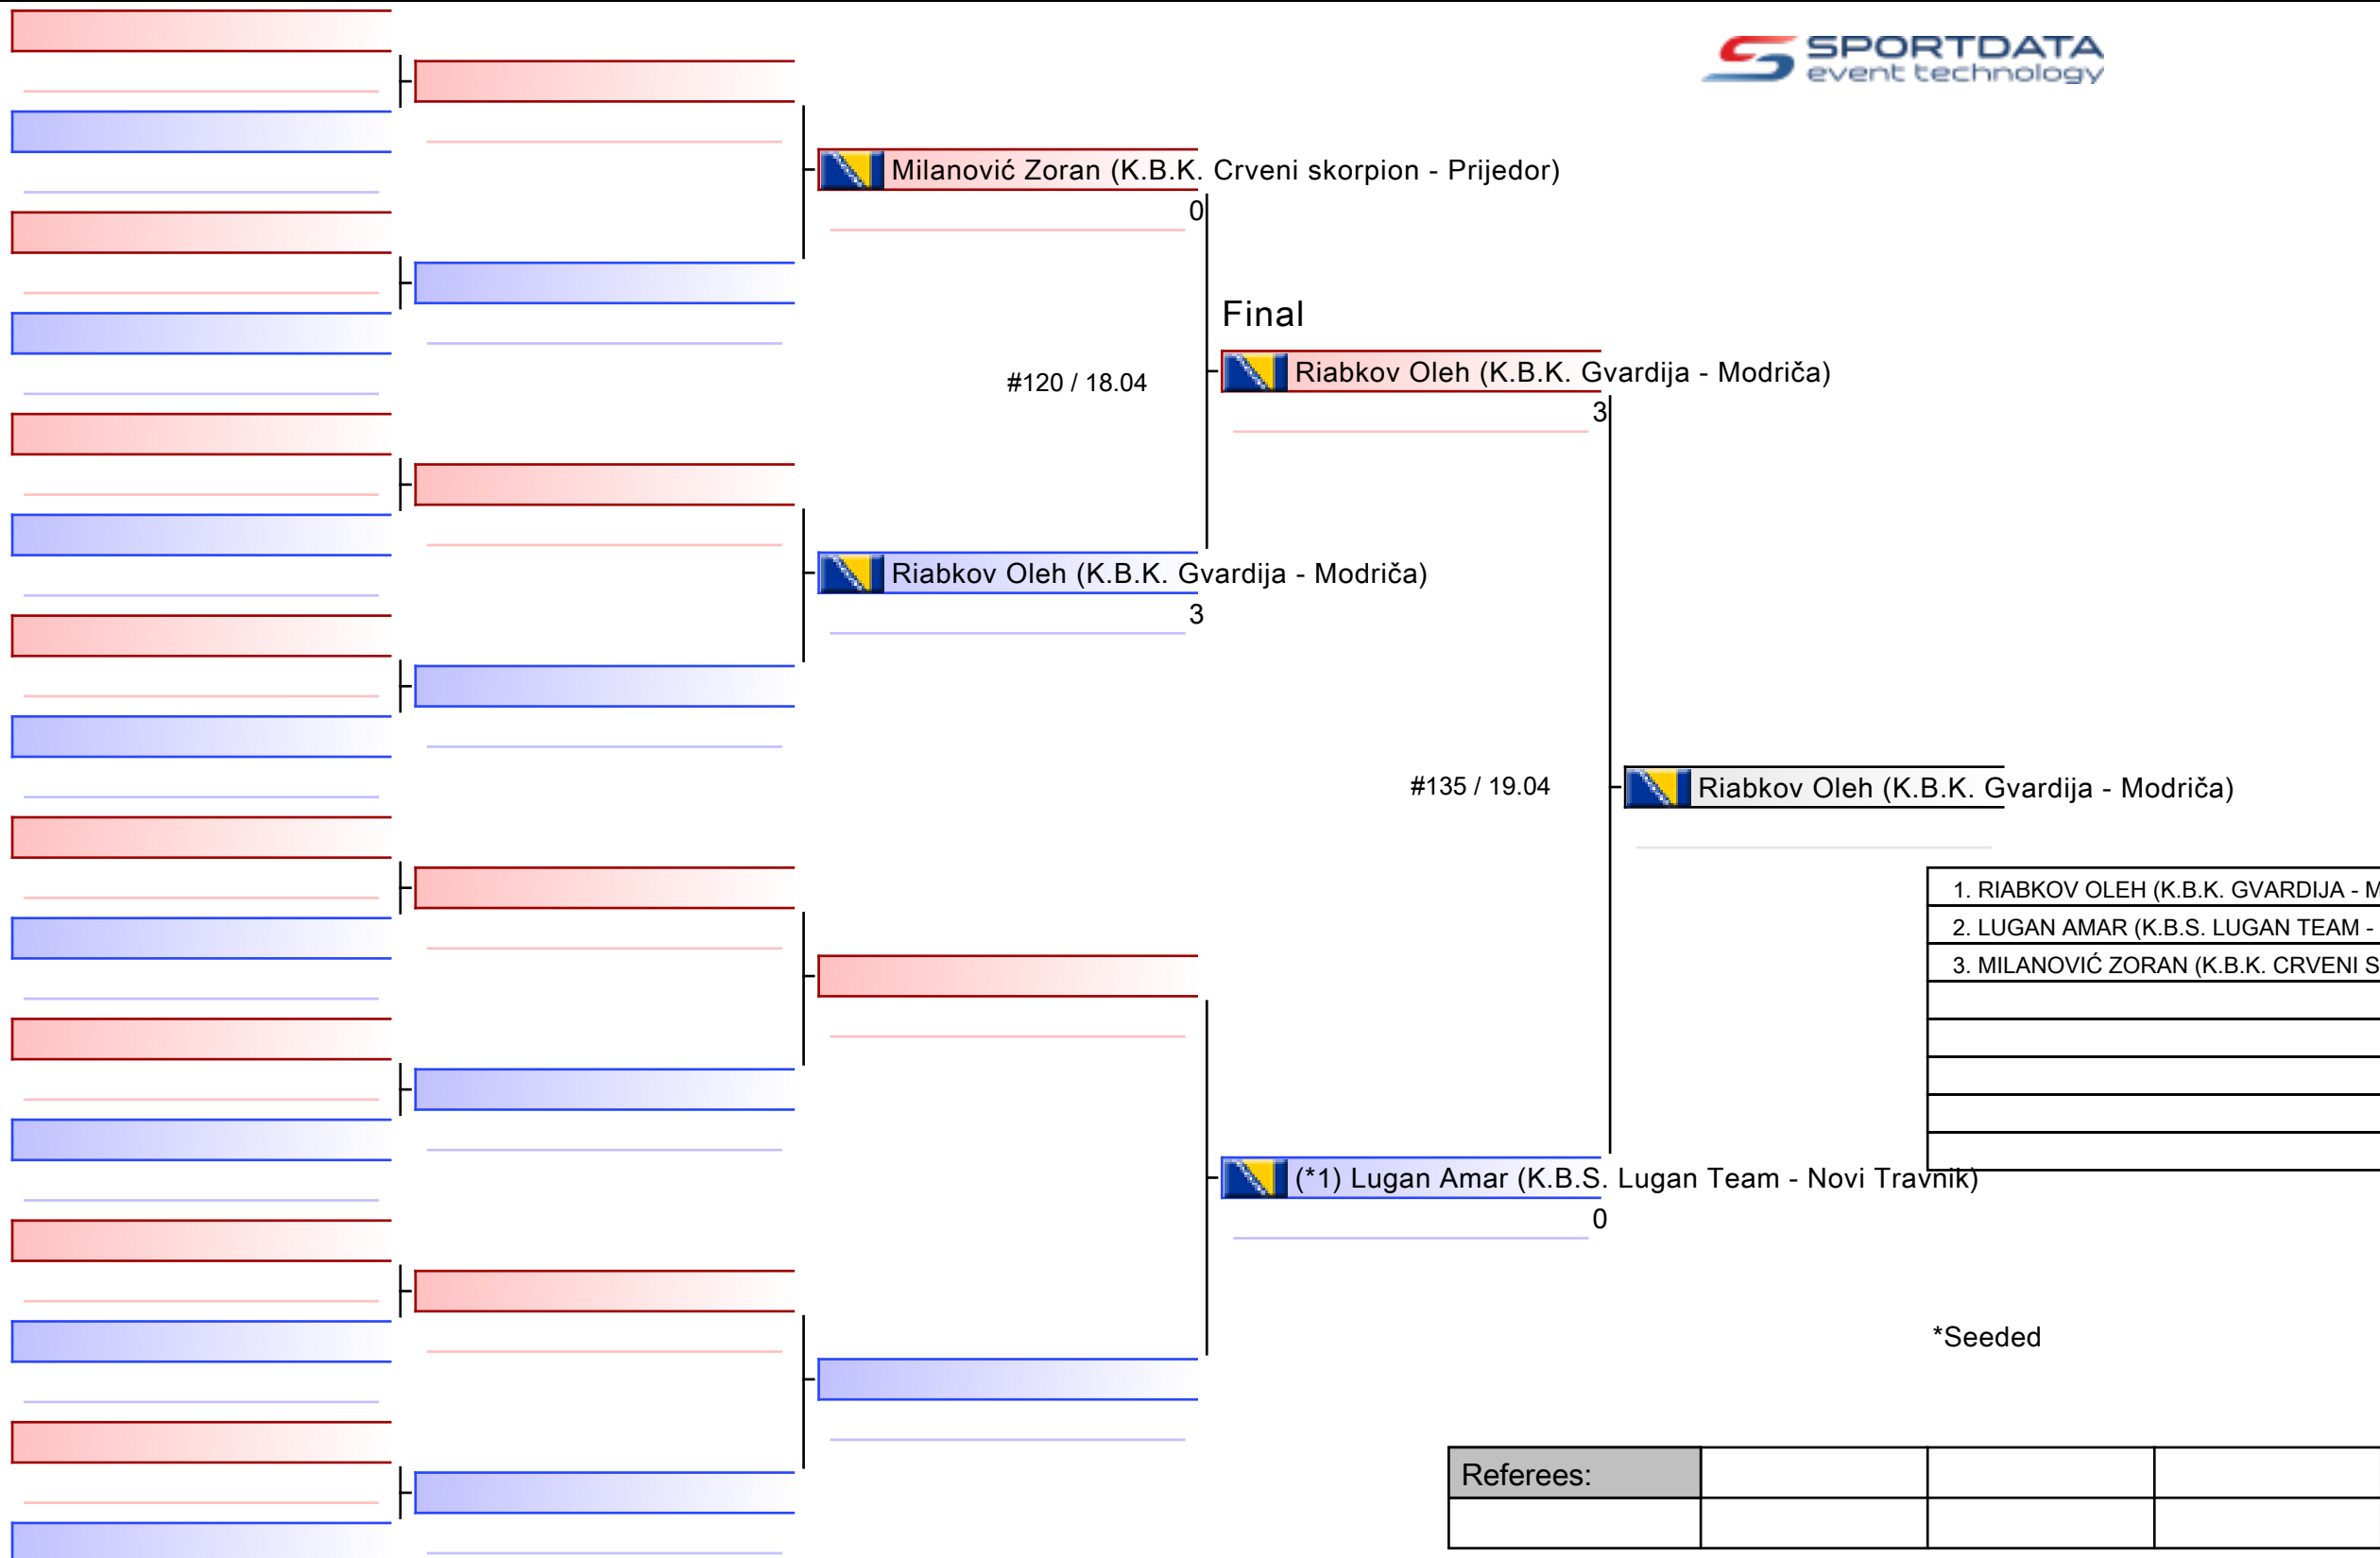 SPORTDATA
event technology
Milanović Zoran (K.B.K. Crveni skorpion - Prijedor)
0
Final
#120 / 18.04
Riabkov Oleh (K.B.K. Gvardija - Modriča)
3
Riabkov Oleh (K.B.K. Gvardija - Modriča)
3
#135 / 19.04
Riabkov Oleh (K.B.K. Gvardija - Modriča)
1. RIABKOV OLEH (K.B.K. GVARDIJA - M
2. LUGAN AMAR (K.B.S. LUGAN TEAM -
3. MILANOVIĆ ZORAN (K.B.K. CRVENI S
(*1) Lugan Amar (K.B.S. Lugan Team - Novi Travnik)
0
*Seeded
Referees: